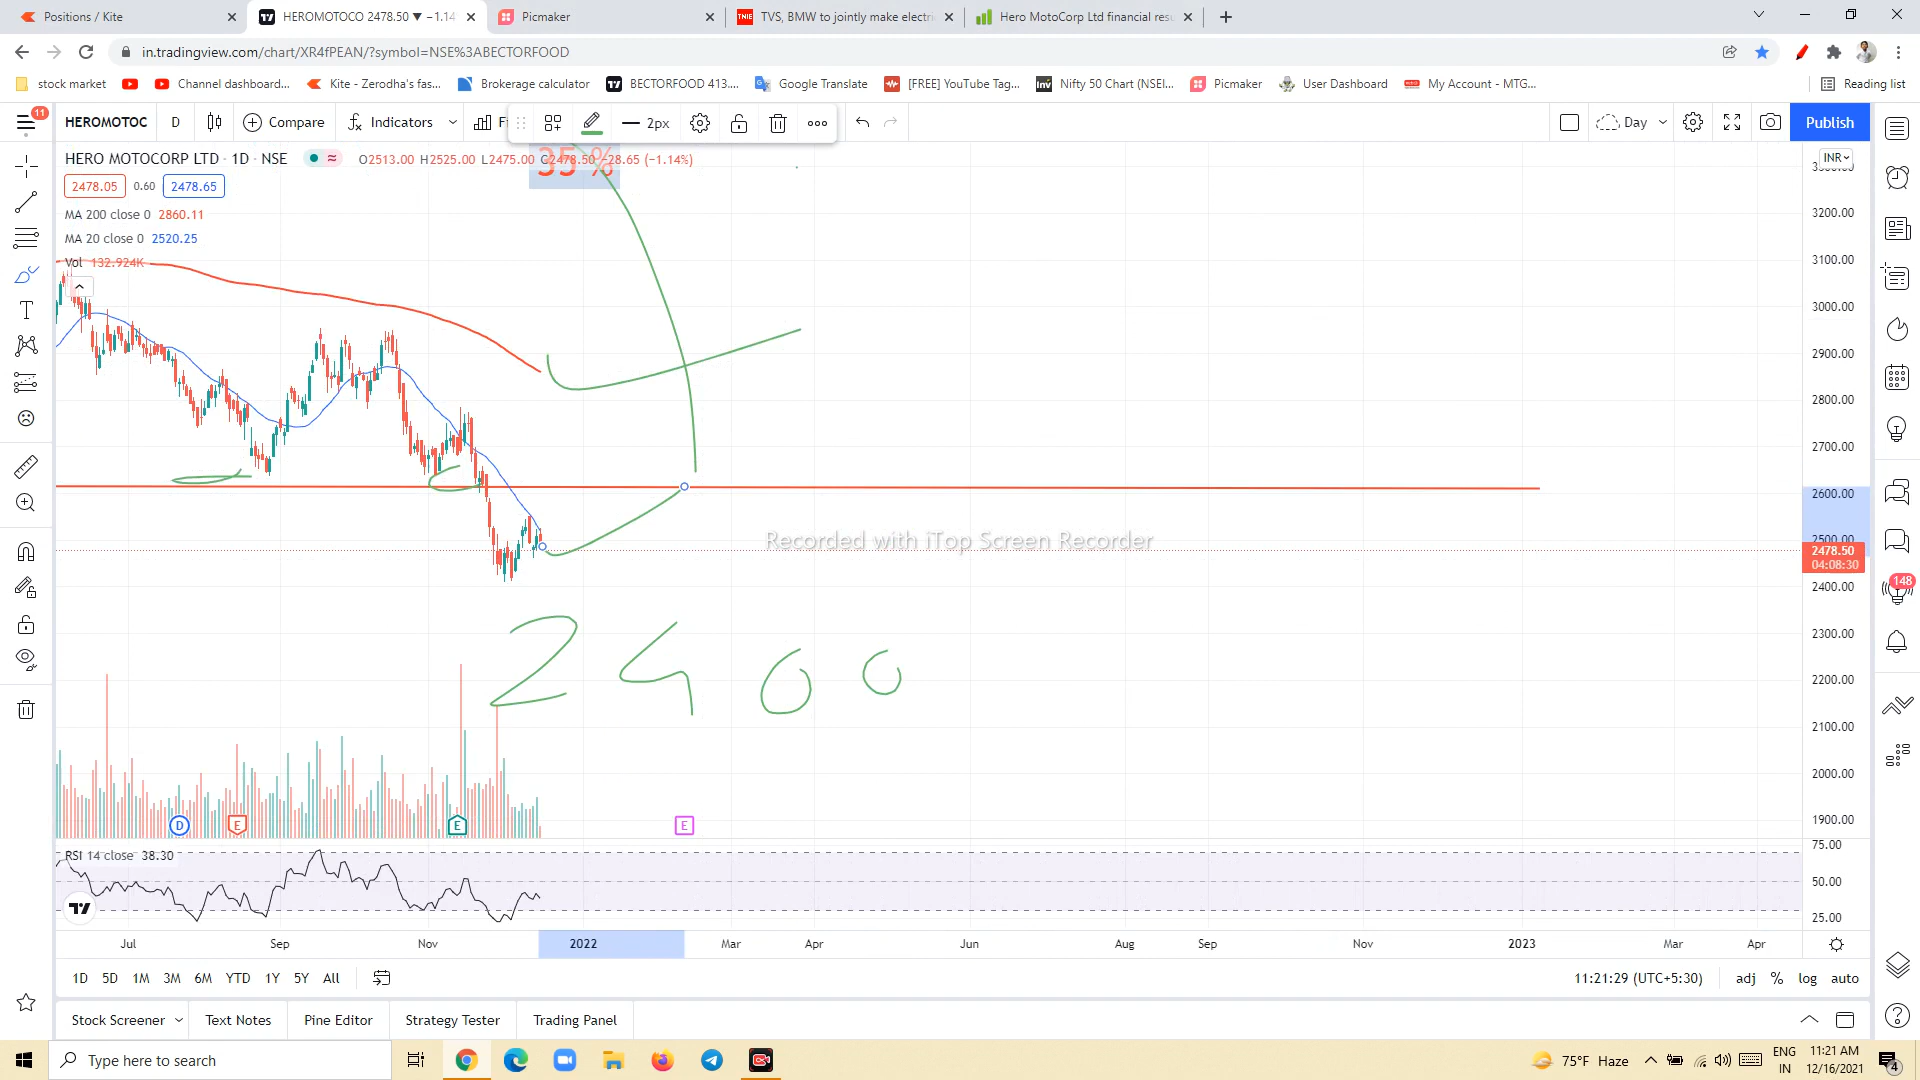 Positions / Kite
HEROMOTOCO 2478.50 ▼ −1.14
Picmaker
TVS, BMW to jointly make electri
Hero MotoCorp Ltd financial resu
in.tradingview.com/chart/XR4fPEAN/?symbol=NSE%3ABECTORFOOD
stock market
Channel dashboard...
Kite - Zerodha's fas...
Brokerage calculator
BECTORFOOD 413....
Google Translate
[FREE] YouTube Tag...
Nifty 50 Chart (NSEI...
Picmaker
User Dashboard
My Account - MTG...
Reading list
11
HEROMOTOC
D
Compare
Indicators
2px
Day
Publish
HERO MOTOCORP LTD · 1D · NSE
O2513.00 H2525.00 L2475.00 C2478.50 −28.65 (−1.14%)
35 %
INR
2478.05
0.60
2478.65
MA 200 close 0 2860.11
MA 20 close 0 2520.25
Vol 132.924K
3200.00
3100.00
3000.00
2900.00
2800.00
2700.00
2600.00
2500.00
2478.50
04:08:30
2400.00
2300.00
2200.00
2100.00
2000.00
1900.00
148
Recorded with iTop Screen Recorder
2400
D
E
E
E
RSI 14 close 38.30
75.00
50.00
25.00
Jul
Sep
Nov
2022
Mar
Apr
Jun
Aug
Sep
Nov
2023
Mar
Apr
1D 5D 1M 3M 6M YTD 1Y 5Y All
11:21:29 (UTC+5:30)
adj % log auto
Stock Screener
Text Notes
Pine Editor
Strategy Tester
Trading Panel
Type here to search
75°F Haze
ENG
IN
11:21 AM
12/16/2021
4